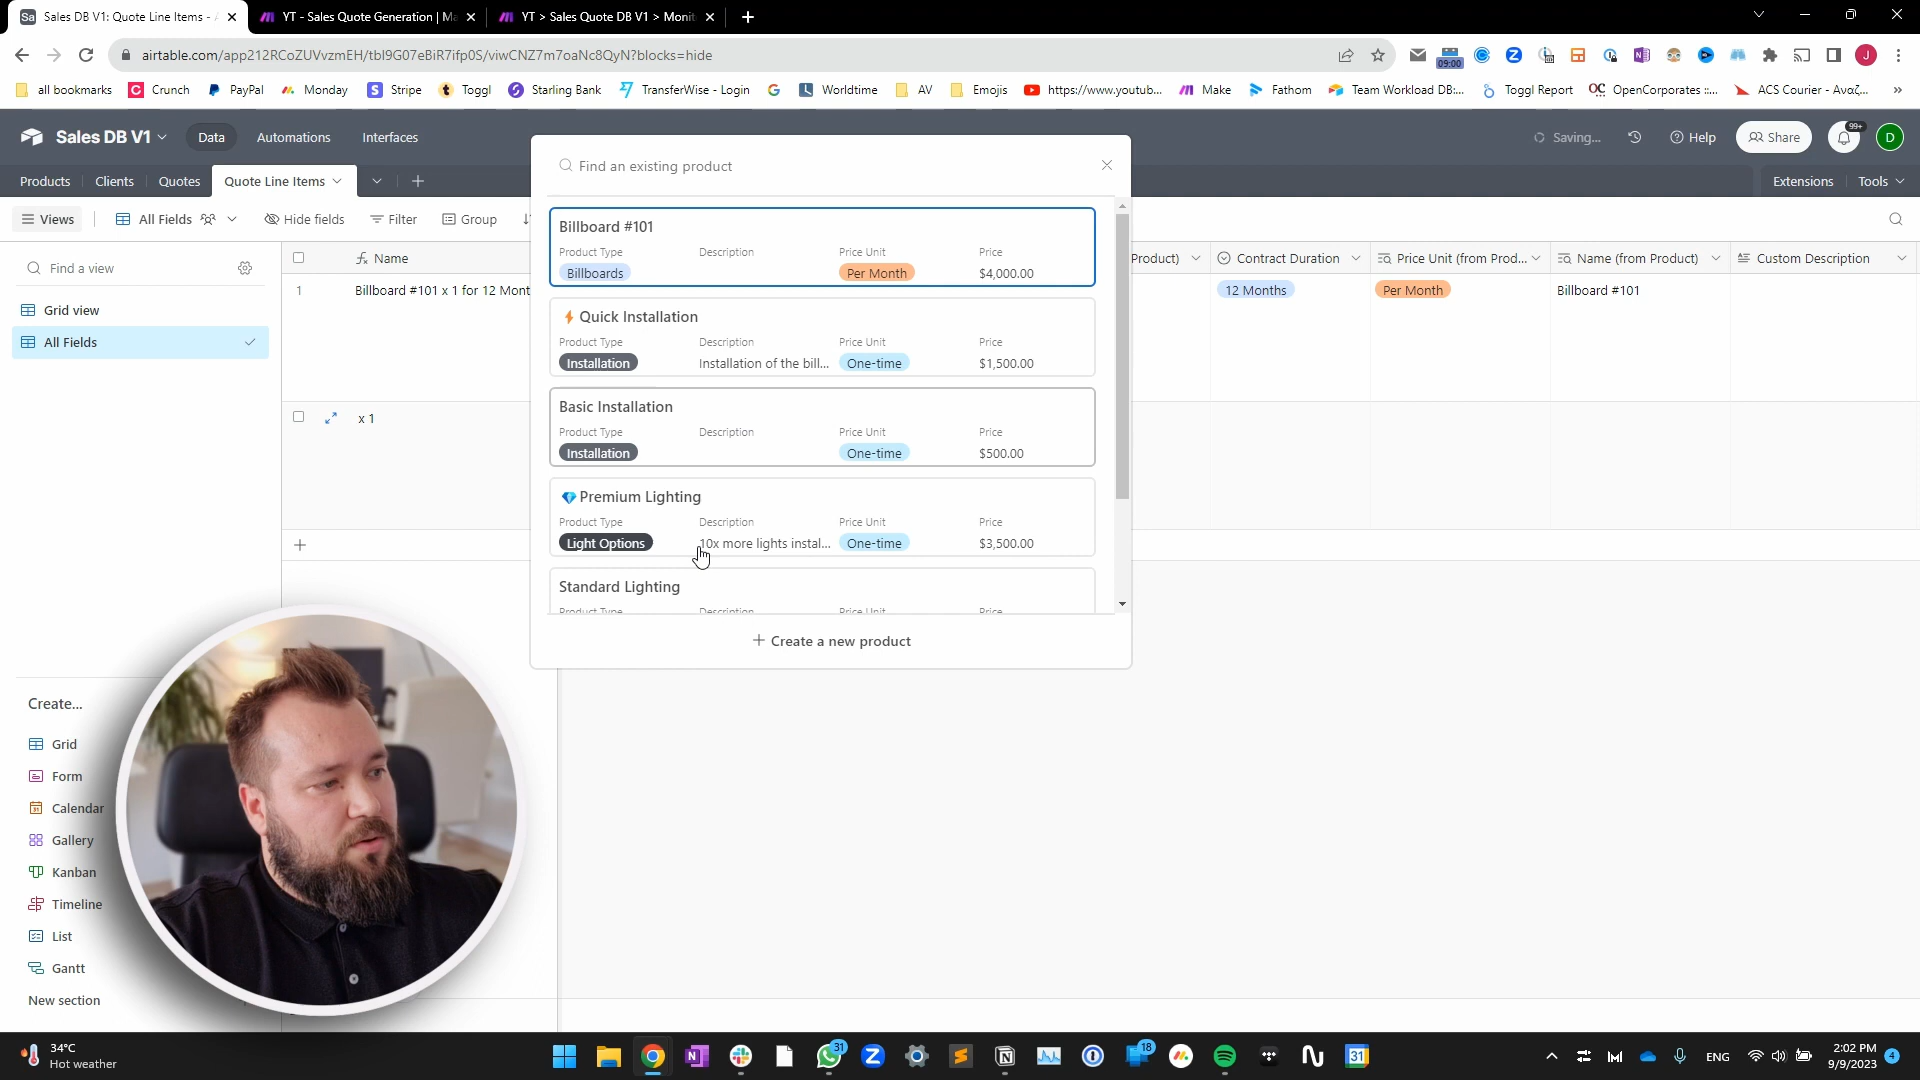 Sales DB V1: Quote Line Items - A
YT - Sales Quote Generation | Ma
YT > Sales Quote DB V1 > Monit
airtable.com/app212RCoZUVvzmEH/tbl9G07eBiR7ifp0S/viwCNZ7m7oaNc8QyN?blocks=hide
09:00
J
all bookmarks
Crunch
PayPal
Monday
Stripe
Toggl
Starling Bank
TransferWise - Login
Worldtime
AV
Emojis
https://www.youtub...
Make
Fathom
Team Workload DB:...
Toggl Report
OpenCorporates ::...
ACS Courier - Αναζ...
Sales DB V1
Data
Automations
Interfaces
Saving...
Help
Share
99+
D
Products
Clients
Quotes
Quote Line Items
Extensions
Tools
Views
All Fields
Hide fields
Filter
Group
Find a view
Grid view
All Fields
Name
Product)
Contract Duration
Price Unit (from Prod...
Name (from Product)
Custom Description
1
Billboard #101 x 1 for 12 Mont
12 Months
Per Month
Billboard #101
x 1
Find an existing product
Billboard #101
Product Type Description Price Unit Price
Billboards Per Month $4,000.00
Quick Installation
Product Type Description Price Unit Price
Installation Installation of the bill... One-time $1,500.00
Basic Installation
Product Type Description Price Unit Price
Installation One-time $500.00
Premium Lighting
Product Type Description Price Unit Price
Light Options 10x more lights instal... One-time $3,500.00
Standard Lighting
Product Type Description Price Unit Price
+ Create a new product
Create...
Grid
Form
Calendar
Gallery
Kanban
Timeline
List
Gantt
New section
34°C
Hot weather
31
18
31
ENG
2:02 PM
9/9/2023
4